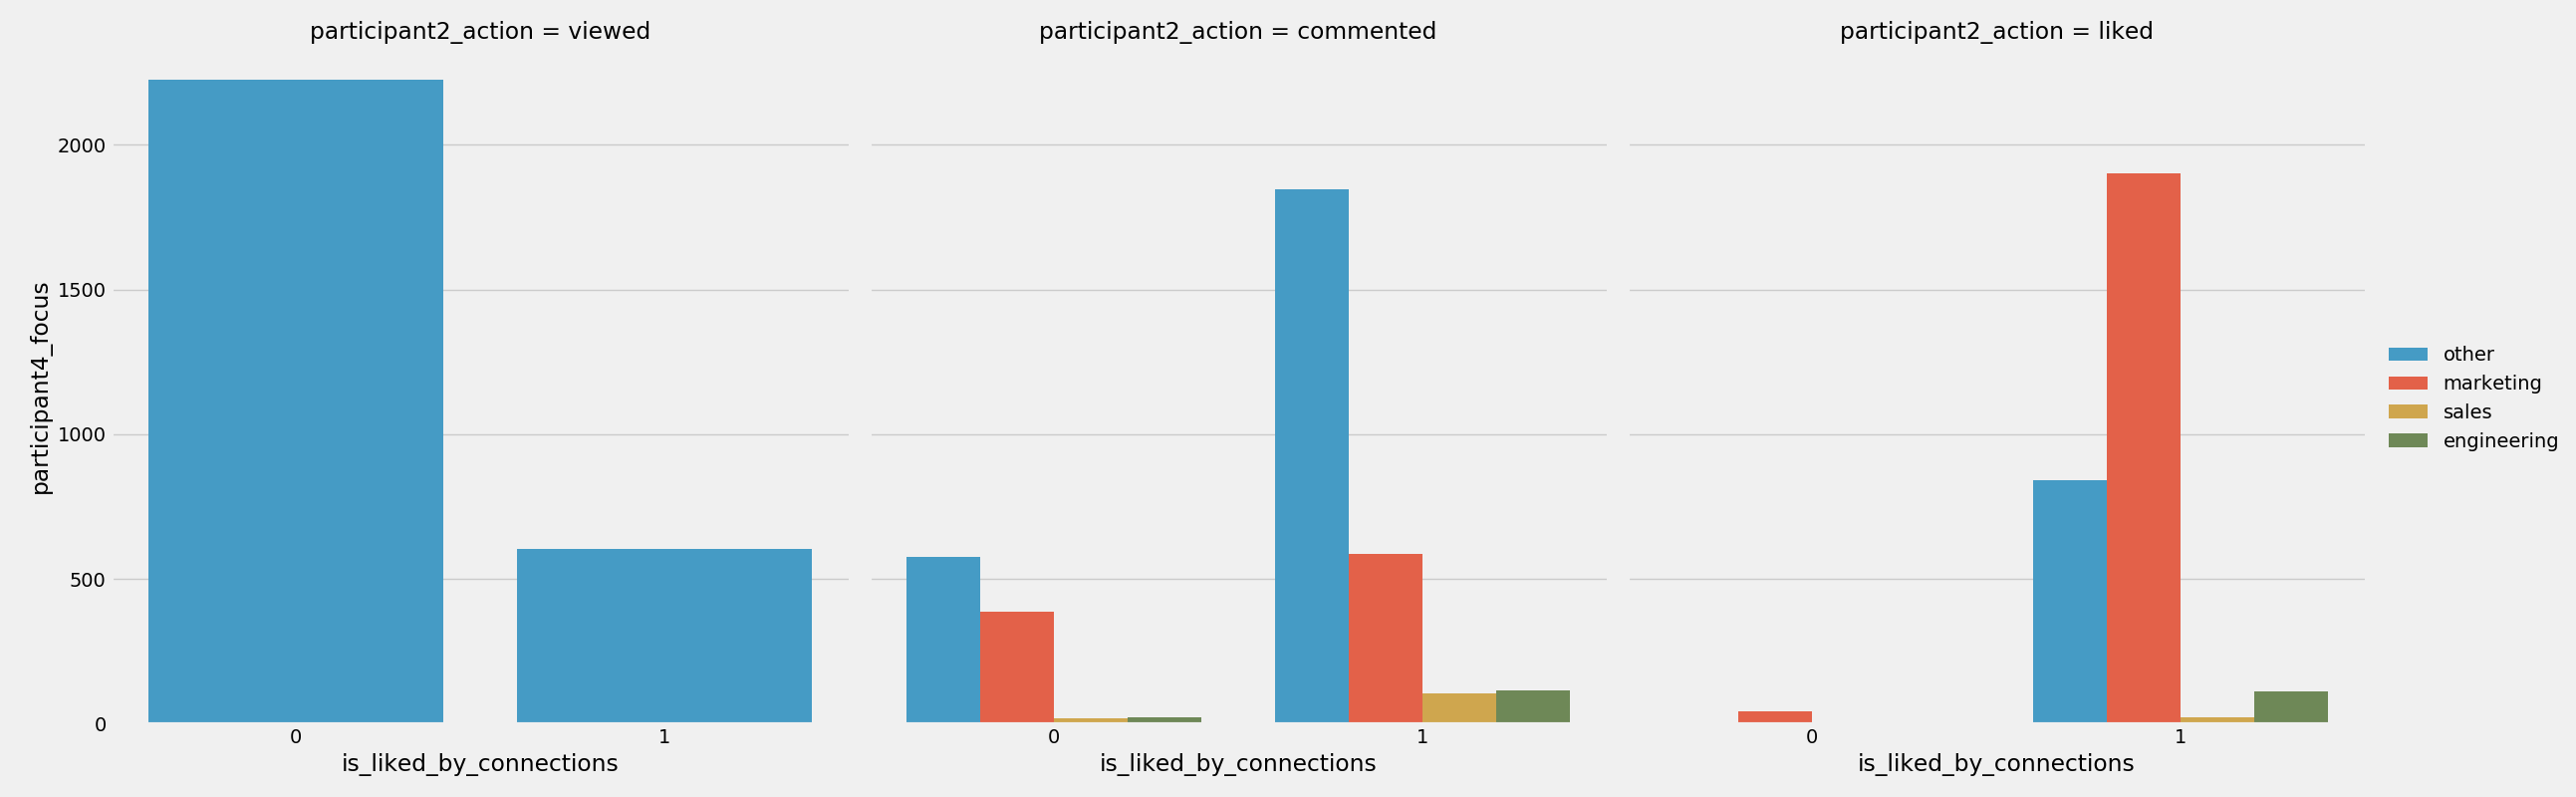 participant2_action = viewed
participant2_action = commented
participant2_action = liked
participant4_focus
2000
1500
1000
500
0
0
1
0
1
0
1
is_liked_by_connections
is_liked_by_connections
is_liked_by_connections
other
marketing
sales
engineering